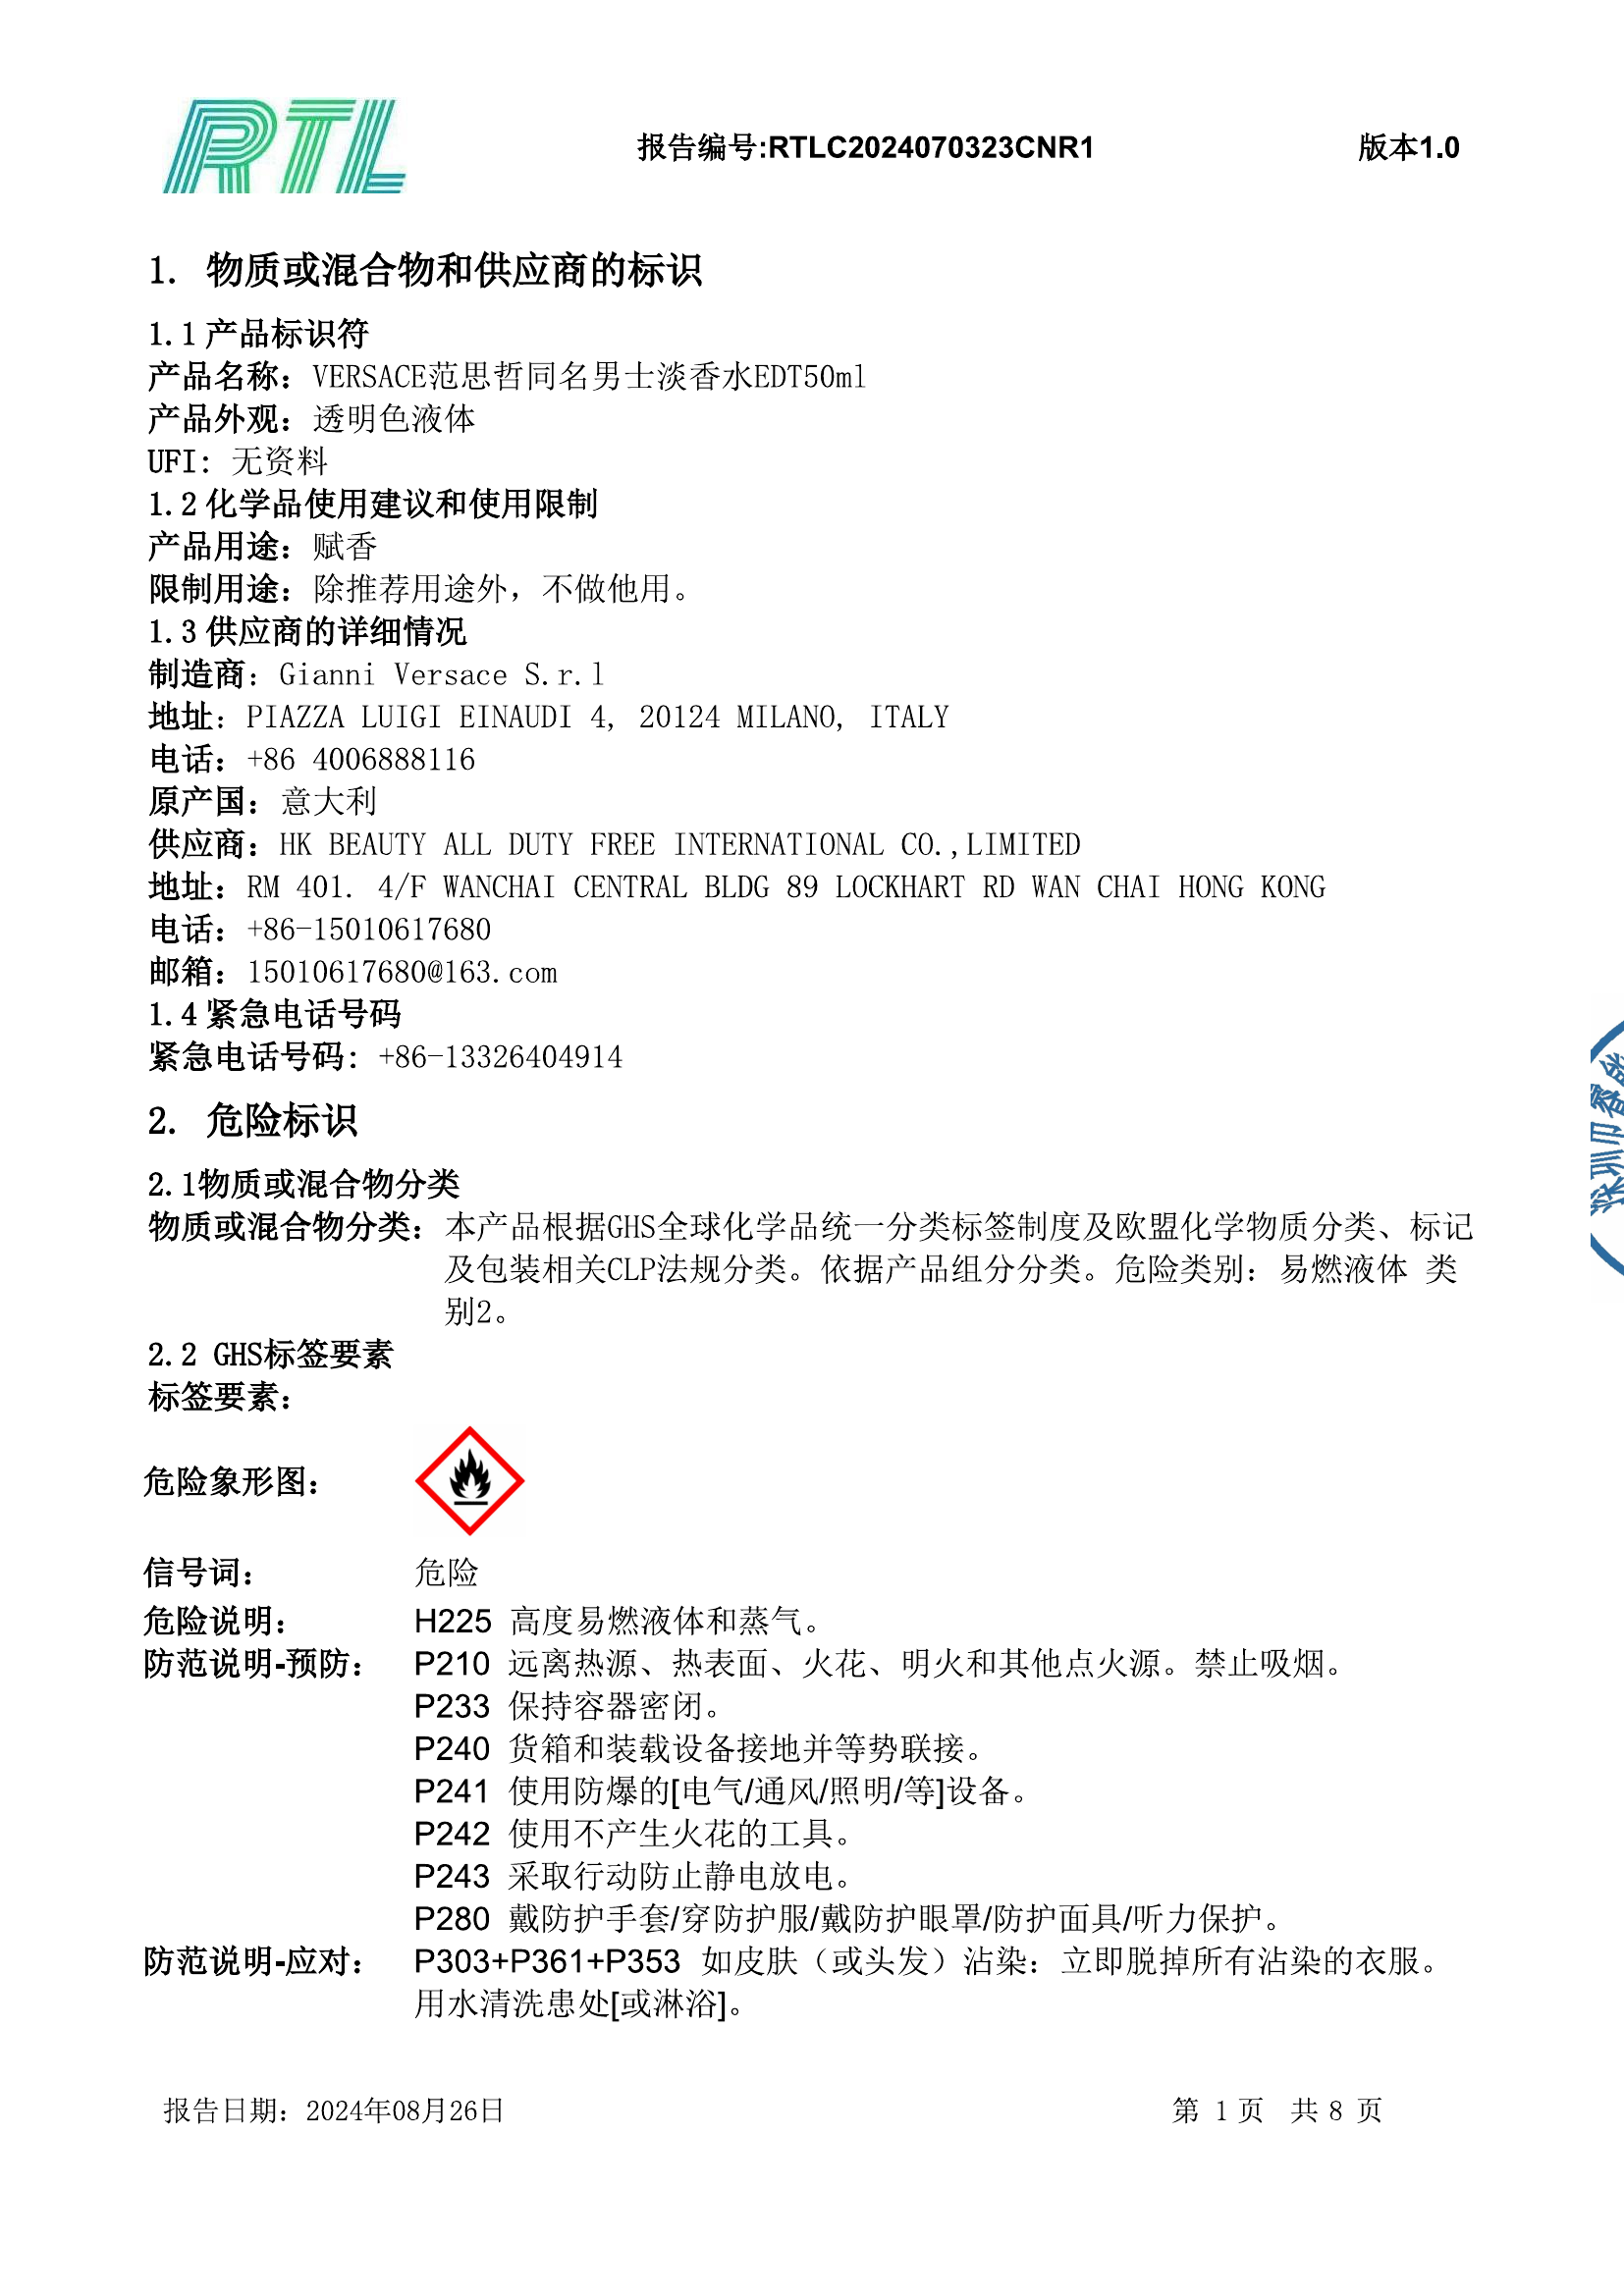 RTL
报告编号:RTLC2024070323CNR1 版本1.0
1. 物质或混合物和供应商的标识
1.1 产品标识符
产品名称：VERSACE范思哲同名男士淡香水EDT50ml
产品外观：透明色液体
UFI: 无资料
1.2 化学品使用建议和使用限制
产品用途：赋香
限制用途：除推荐用途外，不做他用。
1.3 供应商的详细情况
制造商：Gianni Versace S.r.l
地址：PIAZZA LUIGI EINAUDI 4, 20124 MILANO, ITALY
电话：+86 4006888116
原产国：意大利
供应商：HK BEAUTY ALL DUTY FREE INTERNATIONAL CO.,LIMITED
地址：RM 401. 4/F WANCHAI CENTRAL BLDG 89 LOCKHART RD WAN CHAI HONG KONG
电话：+86-15010617680
邮箱：15010617680@163.com
1.4 紧急电话号码
紧急电话号码: +86-13326404914
2. 危险标识
2.1物质或混合物分类
物质或混合物分类：本产品根据GHS全球化学品统一分类标签制度及欧盟化学物质分类、标记
及包装相关CLP法规分类。依据产品组分分类。危险类别：易燃液体 类
别2。
2.2 GHS标签要素
标签要素：
危险象形图：
信号词： 危险
危险说明： H225 高度易燃液体和蒸气。
防范说明-预防： P210 远离热源、热表面、火花、明火和其他点火源。禁止吸烟。
P233 保持容器密闭。
P240 货箱和装载设备接地并等势联接。
P241 使用防爆的[电气/通风/照明/等]设备。
P242 使用不产生火花的工具。
P243 采取行动防止静电放电。
P280 戴防护手套/穿防护服/戴防护眼罩/防护面具/听力保护。
防范说明-应对： P303+P361+P353 如皮肤（或头发）沾染：立即脱掉所有沾染的衣服。
用水清洗患处[或淋浴]。
报告日期：2024年08月26日 第 1 页 共 8 页